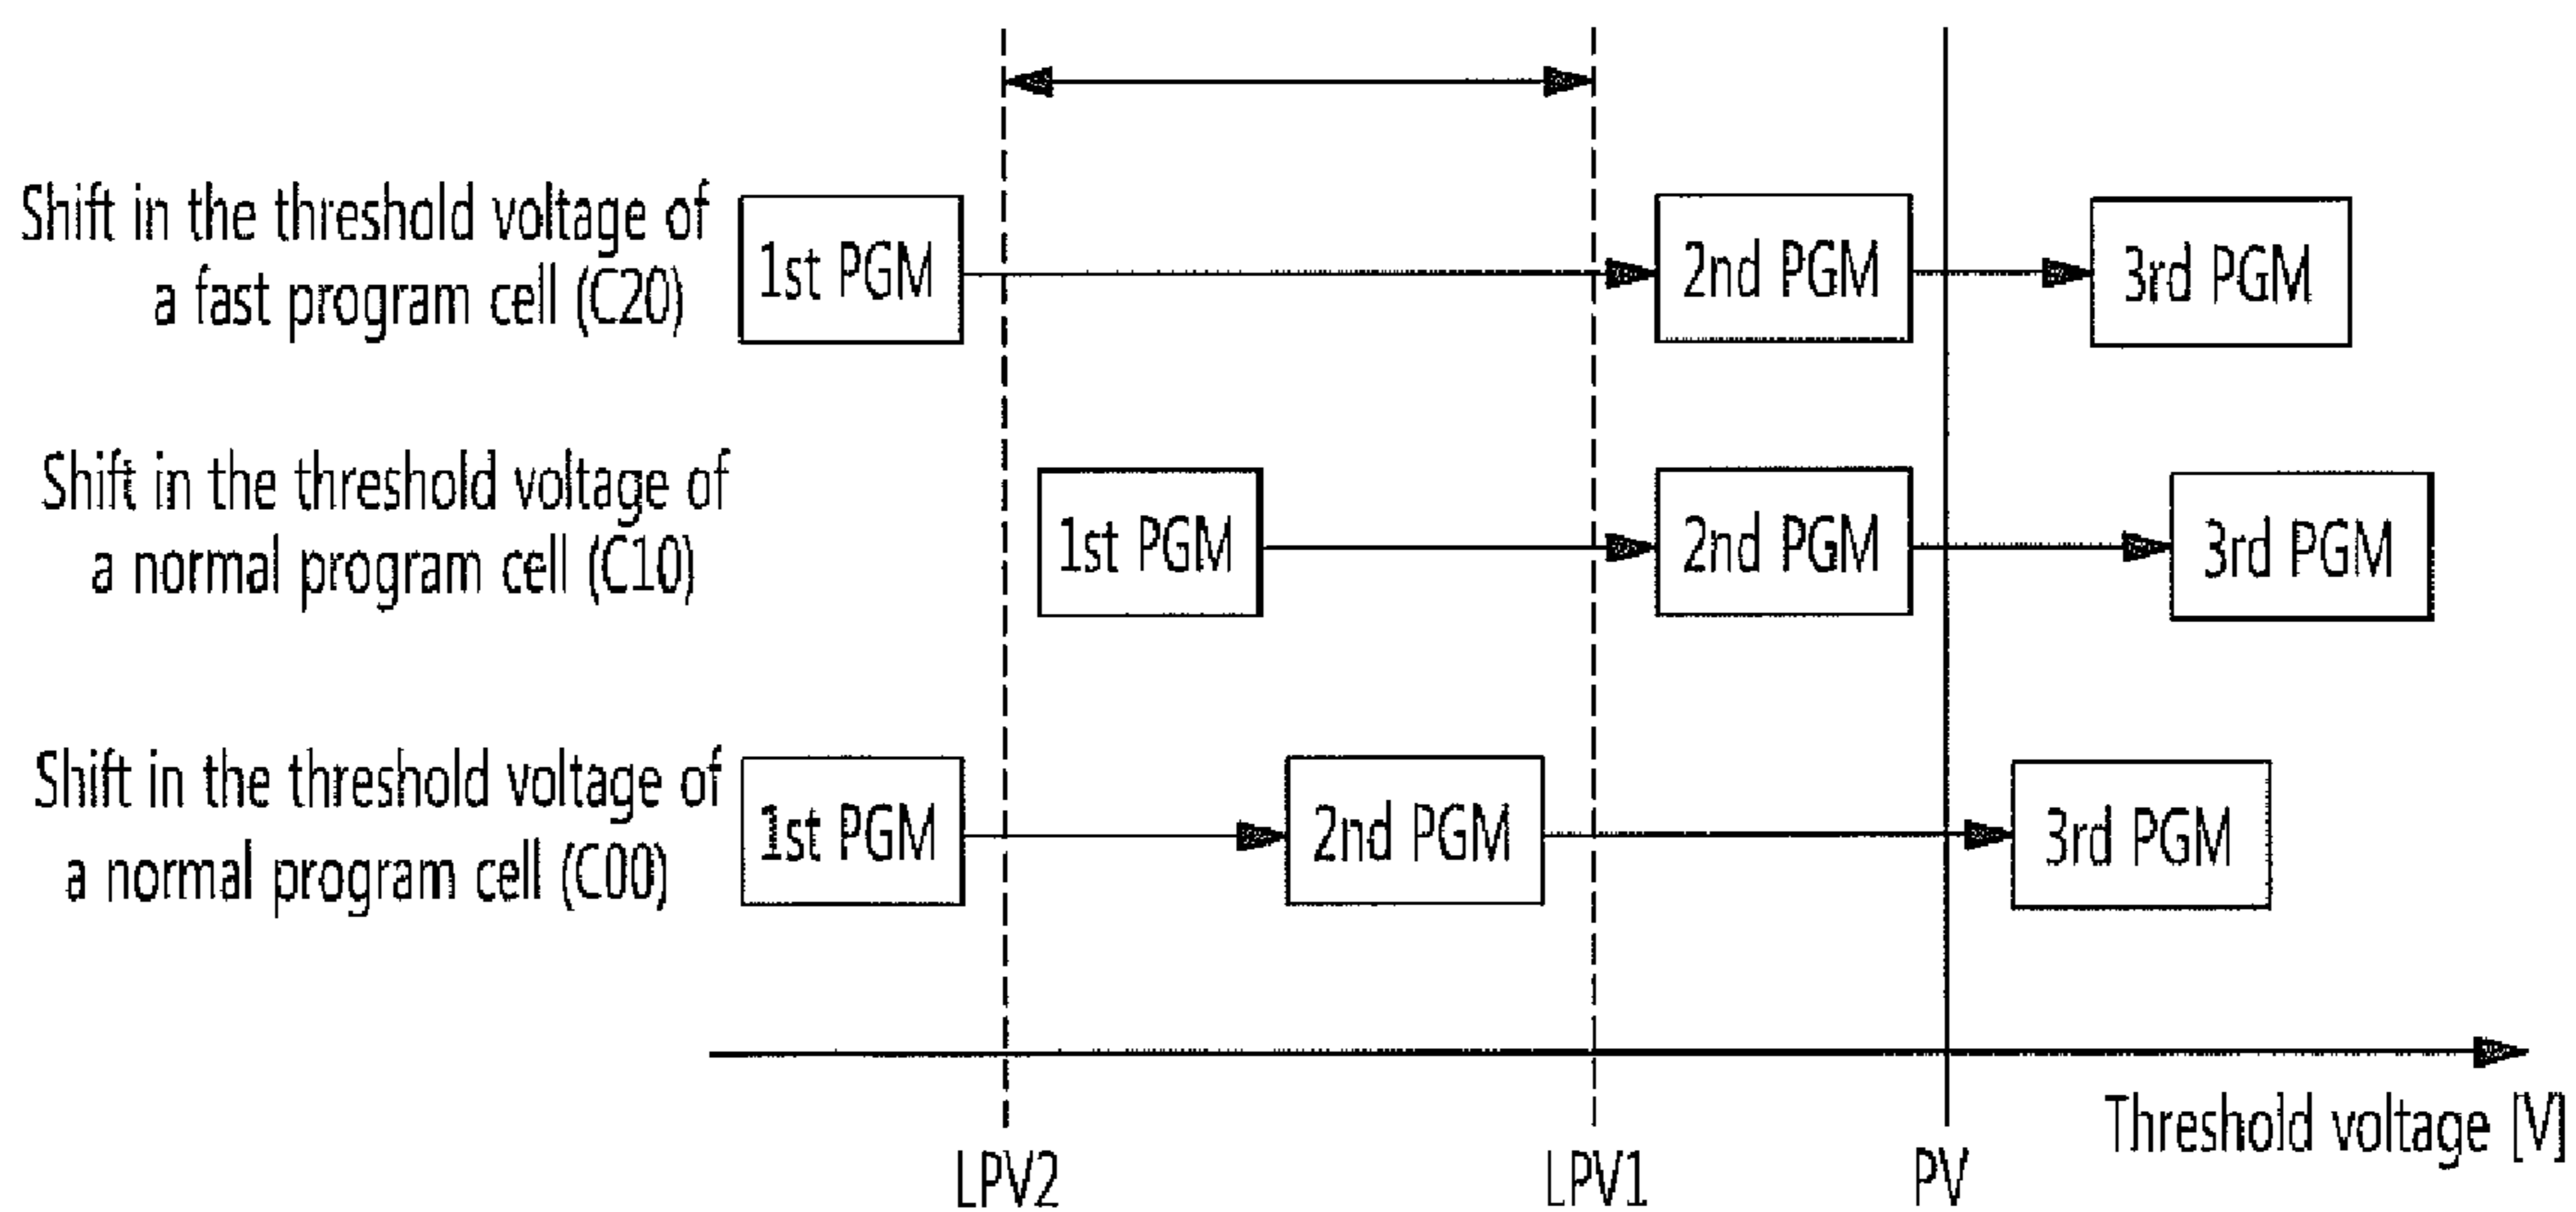 Shift in the threshold voltage of
a fast program cell (C20)
1st PGM
2nd PGM
3rd PGM
Shift in the threshold voltage of
a normal program cell (C10)
1st PGM
2nd PGM
3rd PGM
Shift in the threshold voltage of
a normal program cell (C00)
1st PGM
2nd PGM
3rd PGM
Threshold voltage [V]
LPV2
LPV1
PV